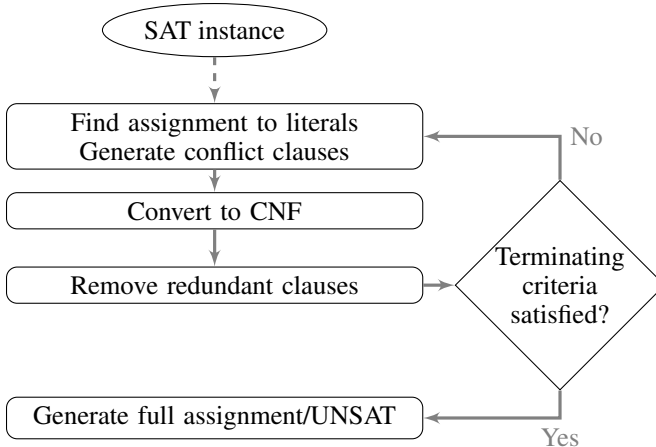 SAT instance
Find assignment to literals
Generate conflict clauses
No
Convert to CNF
Remove redundant clauses
Terminating
criteria
satisfied?
Generate full assignment/UNSAT
Yes